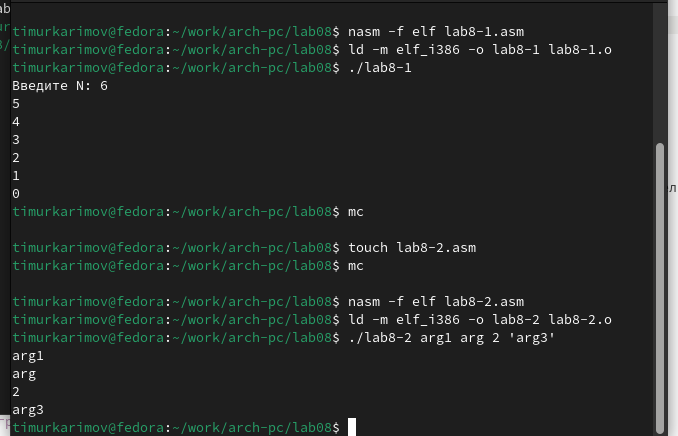 timurkarimov@fedora:~/work/arch-pc/lab08$ nasm -f elf lab8-1.asm
timurkarimov@fedora:~/work/arch-pc/lab08$ ld -m elf_i386 -o lab8-1 lab8-1.o
timurkarimov@fedora:~/work/arch-pc/lab08$ ./lab8-1
Введите N: 6
5
4
3
2
1
0
timurkarimov@fedora:~/work/arch-pc/lab08$ mc
timurkarimov@fedora:~/work/arch-pc/lab08$ touch lab8-2.asm
timurkarimov@fedora:~/work/arch-pc/lab08$ mc
timurkarimov@fedora:~/work/arch-pc/lab08$ nasm -f elf lab8-2.asm
timurkarimov@fedora:~/work/arch-pc/lab08$ ld -m elf_i386 -o lab8-2 lab8-2.o
timurkarimov@fedora:~/work/arch-pc/lab08$ ./lab8-2 arg1 arg 2 'arg3'
arg1
arg
2
arg3
timurkarimov@fedora:~/work/arch-pc/lab08$